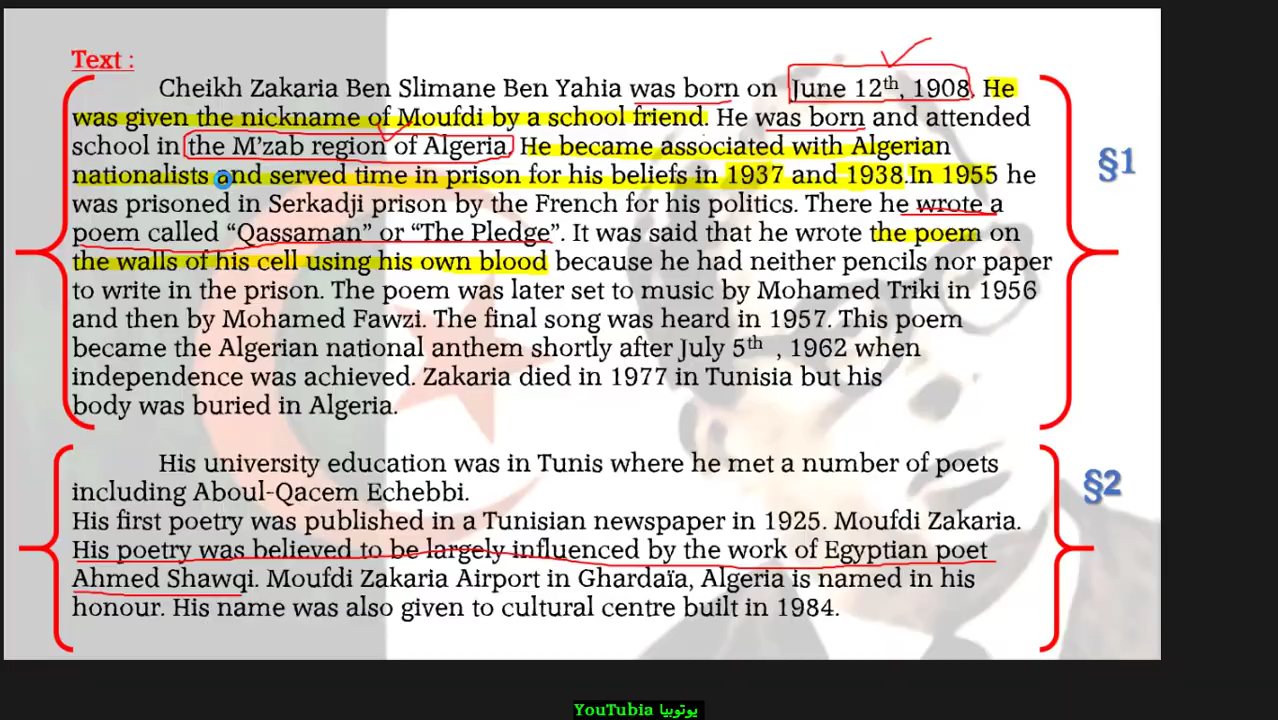 Text :
Cheikh Zakaria Ben Slimane Ben Yahia was born on June 12th, 1908. He
was given the nickname of Moufdi by a school friend. He was born and attended
school in the M'zab region of Algeria. He became associated with Algerian
nationalists and served time in prison for his beliefs in 1937 and 1938.In 1955 he
was prisoned in Serkadji prison by the French for his politics. There he wrote a
poem called “Qassaman” or “The Pledge”. It was said that he wrote the poem on
the walls of his cell using his own blood because he had neither pencils nor paper
to write in the prison. The poem was later set to music by Mohamed Triki in 1956
and then by Mohamed Fawzi. The final song was heard in 1957. This poem
became the Algerian national anthem shortly after July 5th , 1962 when
independence was achieved. Zakaria died in 1977 in Tunisia but his
body was buried in Algeria.
§1
His university education was in Tunis where he met a number of poets
including Aboul-Qacem Echebbi.
His first poetry was published in a Tunisian newspaper in 1925. Moufdi Zakaria.
His poetry was believed to be largely influenced by the work of Egyptian poet
Ahmed Shawqi. Moufdi Zakaria Airport in Ghardaïa, Algeria is named in his
honour. His name was also given to cultural centre built in 1984.
§2
YouTubia يوتوبيا